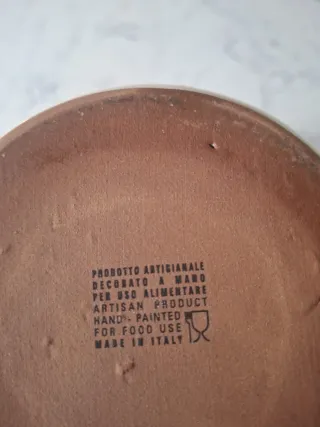 PRODOTTO ARTIGIANALE
DECORATO A MANO
PER USO ALIMENTARE
ARTISAN PRODUCT
HAND - PAINTED
FOR FOOD USE
MADE IN ITALY